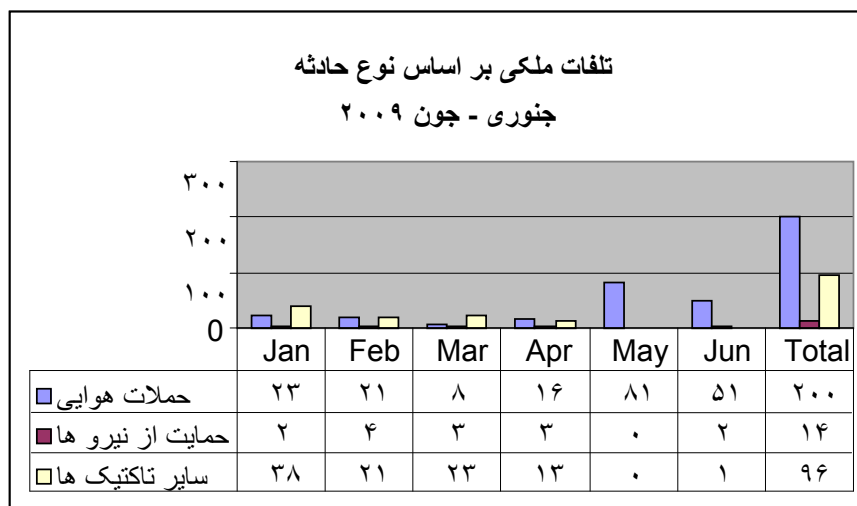 تلفات ملکی بر اساس نوع حادثه
جنوری - جون ۲۰۰۹
۳۰۰
۲۰۰
۱۰۰
0
Jan Feb Mar Apr May Jun Total
حملات هوایی ۲۳ ۲۱ ۸ ۱۶ ۸۱ ۵۱ ۲۰۰
حمایت از نیرو ها ۲ ۴ ۳ ۳ ۰ ۲ ۱۴
سایر تاکتیک ها ۳۸ ۲۱ ۲۳ ۱۳ ۰ ۱ ۹۶